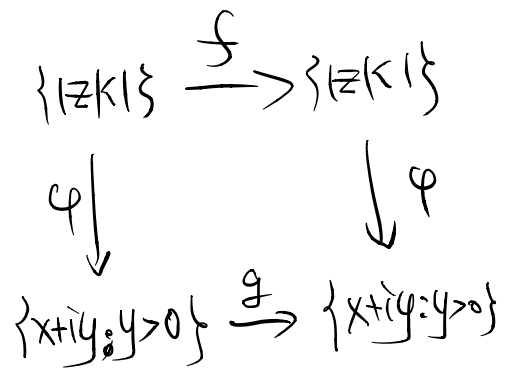 f
{|z|<1} → {|z|<1}
φ φ
g
{x+iy;y>0} → {x+iy:y>0}